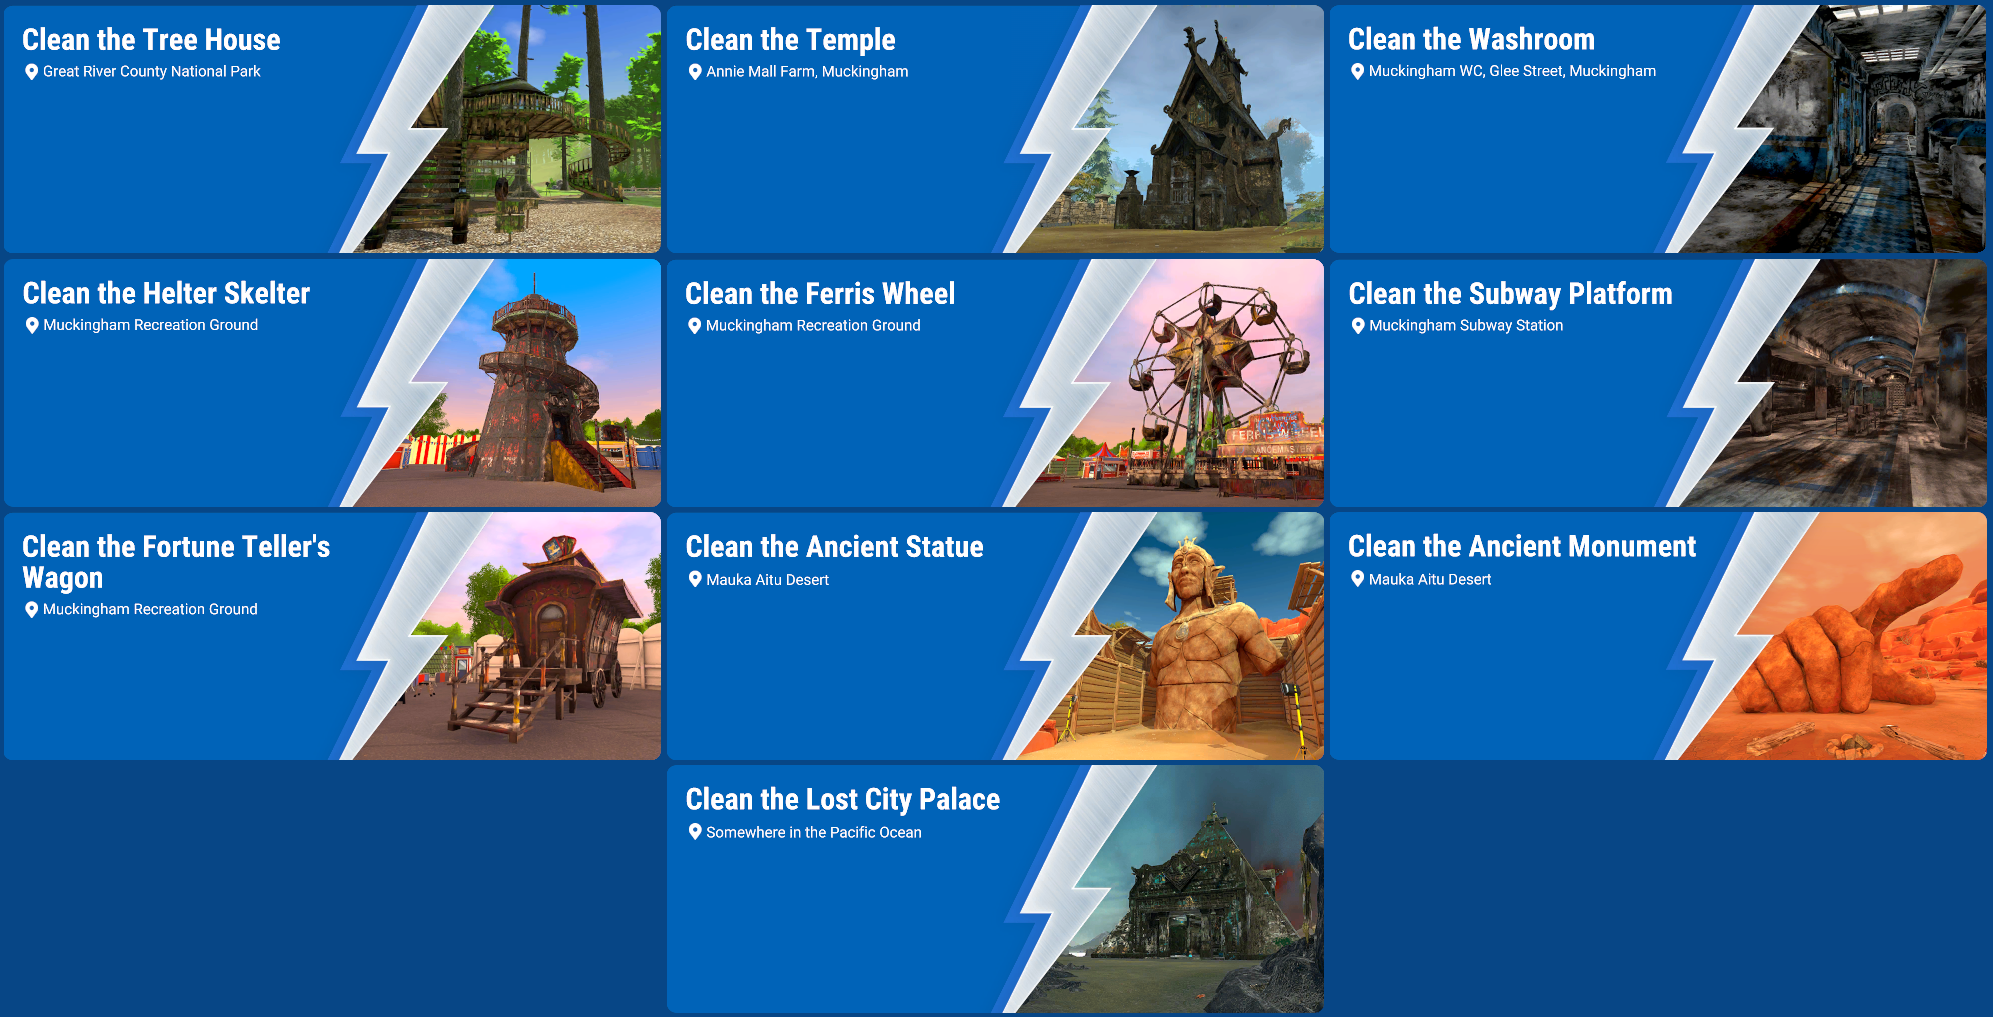 Clean the Tree House
Great River County National Park
Clean the Temple
Annie Mall Farm, Muckingham
Clean the Washroom
Muckingham WC, Glee Street, Muckingham
Clean the Helter Skelter
Muckingham Recreation Ground
Clean the Ferris Wheel
Muckingham Recreation Ground
Clean the Subway Platform
Muckingham Subway Station
Clean the Fortune Teller's
Wagon
Muckingham Recreation Ground
Clean the Ancient Statue
Mauka Aitu Desert
Clean the Ancient Monument
Mauka Aitu Desert
Clean the Lost City Palace
Somewhere in the Pacific Ocean